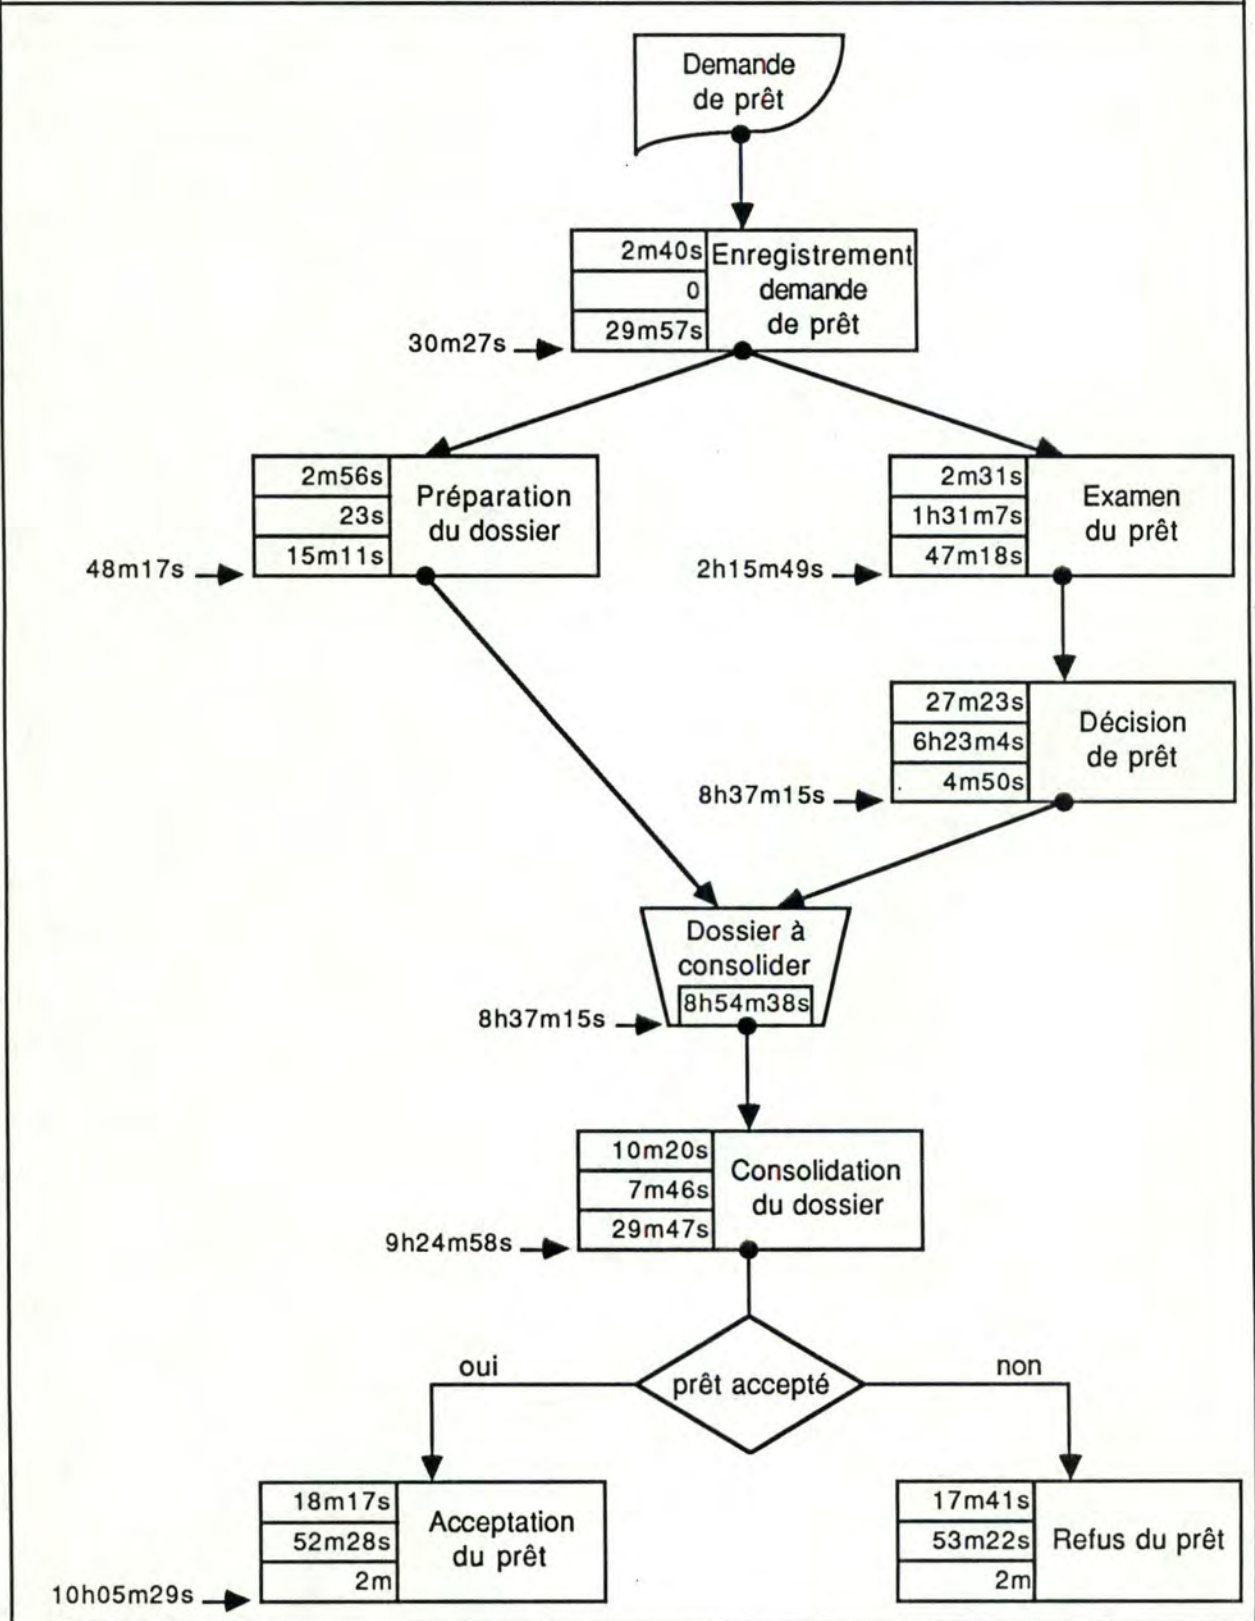 Demande
de prêt
2m40s
0
29m57s
Enregistrement
demande
de prêt
30m27s
2m56s
23s
15m11s
Préparation
du dossier
48m17s
2m31s
1h31m7s
47m18s
Examen
du prêt
2h15m49s
27m23s
6h23m4s
4m50s
Décision
de prêt
8h37m15s
Dossier à
consolider
8h54m38s
8h37m15s
10m20s
7m46s
29m47s
Consolidation
du dossier
9h24m58s
prêt accepté
oui
non
18m17s
52m28s
2m
Acceptation
du prêt
10h05m29s
17m41s
53m22s
2m
Refus du prêt